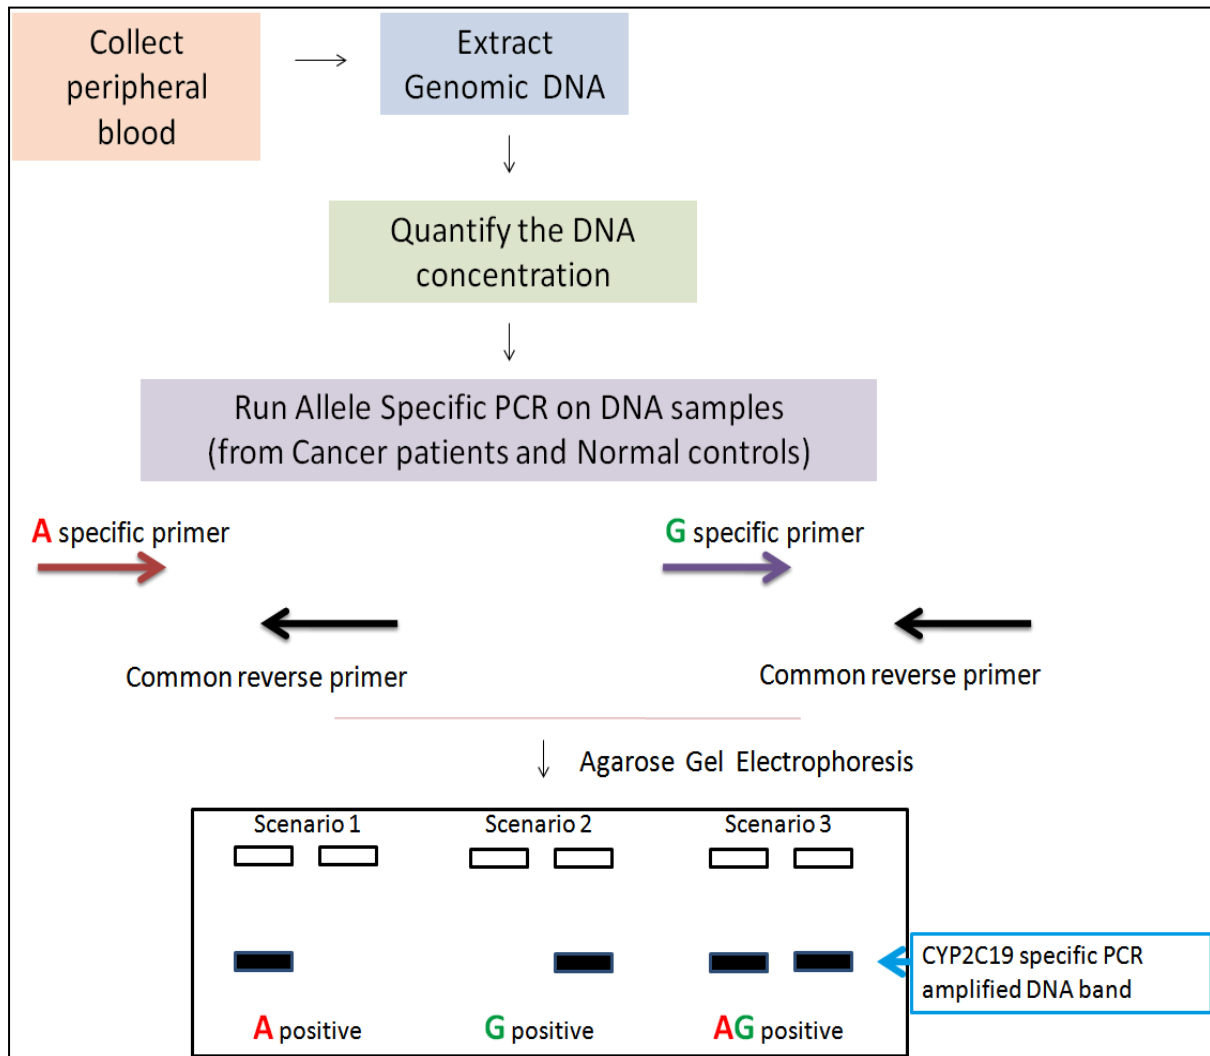 Collect
peripheral
blood
Extract
Genomic DNA
Quantify the DNA
concentration
Run Allele Specific PCR on DNA samples
(from Cancer patients and Normal controls)
A specific primer
G specific primer
Common reverse primer
Common reverse primer
Agarose Gel Electrophoresis
Scenario 1
Scenario 2
Scenario 3
CYP2C19 specific PCR
amplified DNA band
A positive
G positive
AG positive